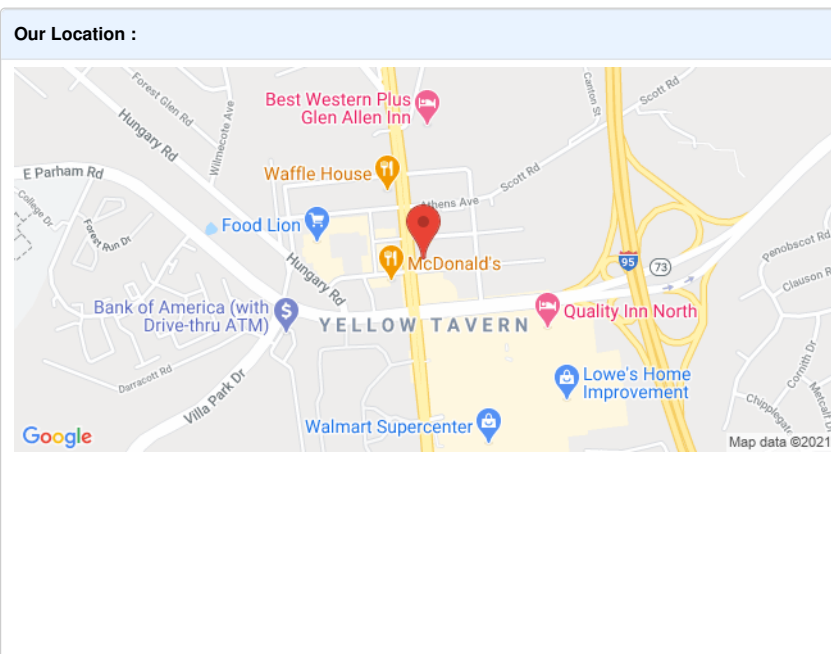 Our Location :
Forest Glen Rd
Hungary Rd
Wilmecote Ave
Best Western Plus
Glen Allen Inn
Canton St
Scott Rd
E Parham Rd
Waffle House
Scott Rd
Athens Ave
College Dr
Forest Run Dr
Food Lion
Penobscot Rd
95
73
McDonald's
Hungary Rd
Clauson R
Bank of America (with
Drive-thru ATM)
YELLOW TAVERN
Quality Inn North
Darracott Rd
Villa Park Dr
Lowe's Home
Improvement
Cornith Dr
Chipplegate
Metcalf Dr
Walmart Supercenter
Google
Map data ©2021